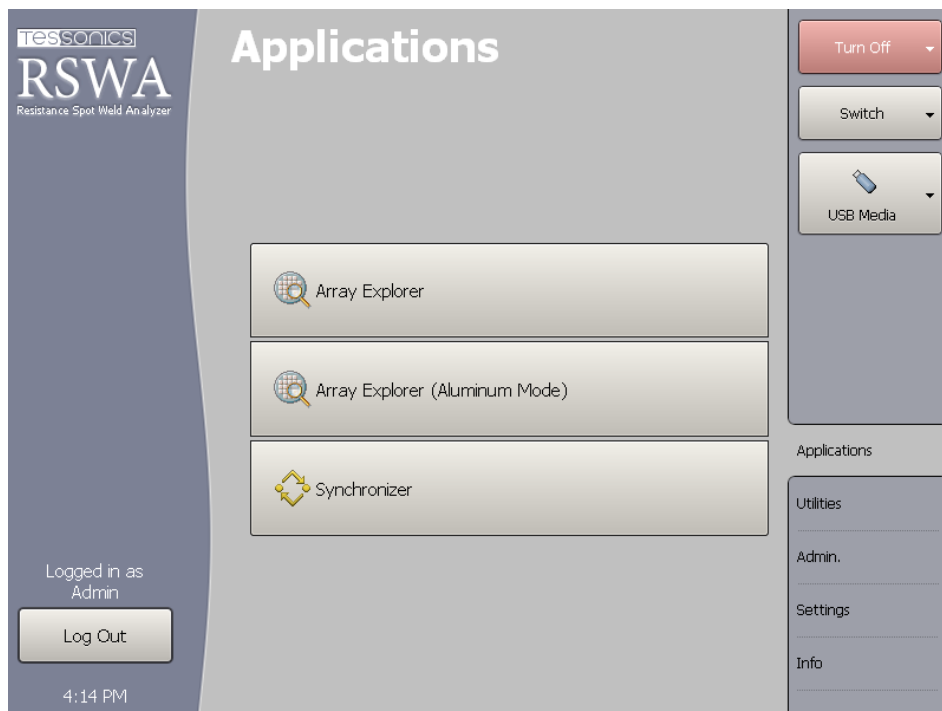 Tessonics
RSWA
Resistance Spot Weld Analyzer
Applications
Turn Off
Switch
USB Media
Array Explorer
Array Explorer (Aluminum Mode)
Synchronizer
Applications
Utilities
Admin.
Settings
Info
Logged in as
Admin
Log Out
4:14 PM